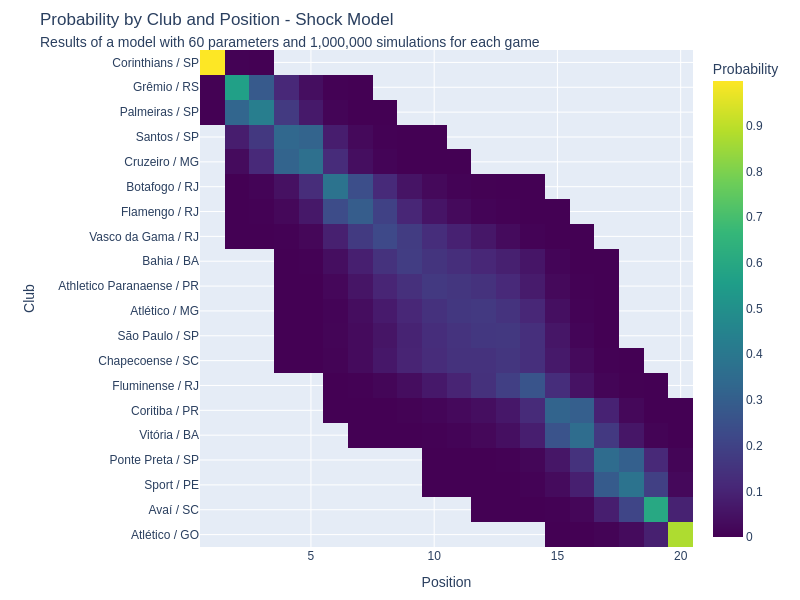 Probability by Club and Position - Shock Model
Results of a model with 60 parameters and 1,000,000 simulations for each game
Corinthians / SP
Grêmio / RS
Palmeiras / SP
Santos / SP
Cruzeiro / MG
Botafogo / RJ
Flamengo / RJ
Vasco da Gama / RJ
Bahia / BA
Athletico Paranaense / PR
Atlético / MG
São Paulo / SP
Chapecoense / SC
Fluminense / RJ
Coritiba / PR
Vitória / BA
Ponte Preta / SP
Sport / PE
Avaí / SC
Atlético / GO
Club
5
10
15
20
Position
Probability
0.9
0.8
0.7
0.6
0.5
0.4
0.3
0.2
0.1
0